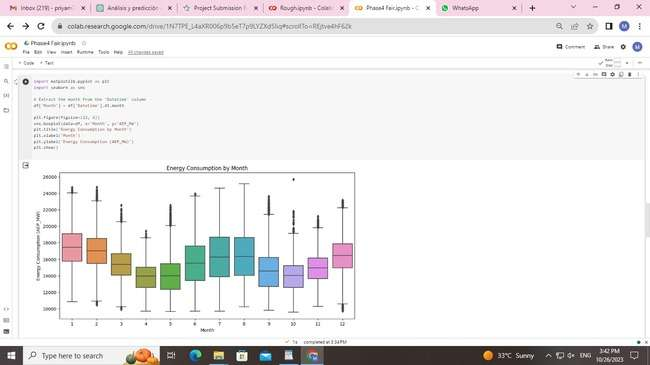 Inbox (219) - priyam
Análisis y predicción -
Project Submission
Rough.ipynb - Colab
Phase4 Fair.ipynb - C
WhatsApp
colab.research.google.com/drive/
Phase4 Fair.ipynb
File Edit View Insert Runtime Tools Help All changes saved
Comment Share
+ Code + Text
RAM
Disk
import matplotlib.pyplot as plt
import seaborn as sns
# Extract the month from the 'Datetime' column
df['Month'] = df['Datetime'].dt.month
plt.figure(figsize=(12, 6))
sns.boxplot(data=df, x='Month', y='AEP_MW')
plt.title('Energy Consumption by Month')
plt.xlabel('Month')
plt.ylabel('Energy Consumption (AEP_MW)')
plt.show()
Energy Consumption by Month
Energy Consumption (AEP_MW)
26000
24000
22000
20000
18000
16000
14000
12000
10000
1 2 3 4 5 6 7 8 9 10 11 12
Month
completed at 3:34 PM
Type here to search
33°C Sunny
ENG
3:42 PM
10/26/2023